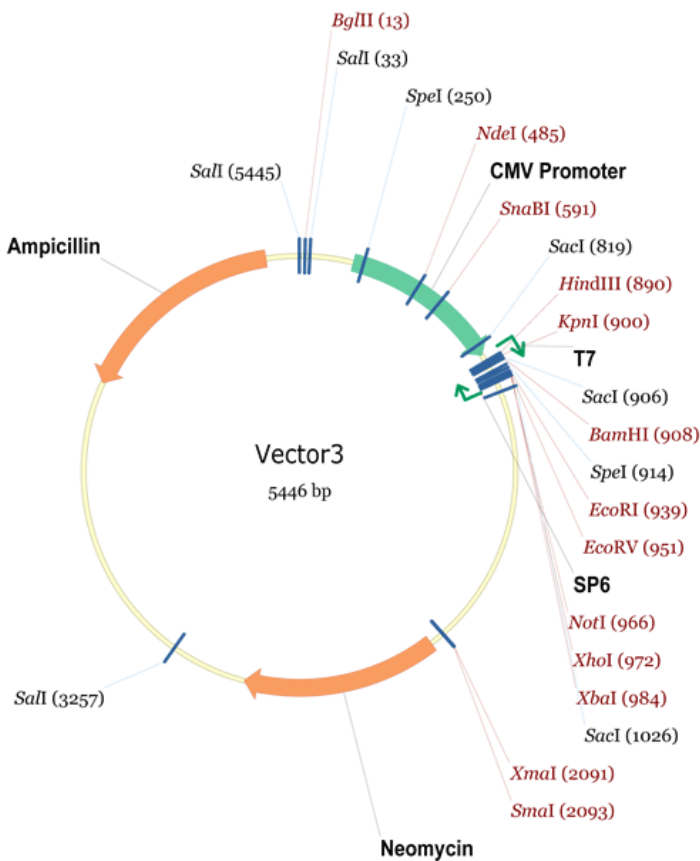 BglII (13)
SalI (33)
SpeI (250)
NdeI (485)
SalI (5445)
CMV Promoter
SnaBI (591)
Ampicillin
SacI (819)
HindIII (890)
KpnI (900)
T7
SacI (906)
BamHI (908)
Vector3
SpeI (914)
5446 bp
EcoRI (939)
EcoRV (951)
SP6
NotI (966)
XhoI (972)
SalI (3257)
XbaI (984)
SacI (1026)
XmaI (2091)
SmaI (2093)
Neomycin